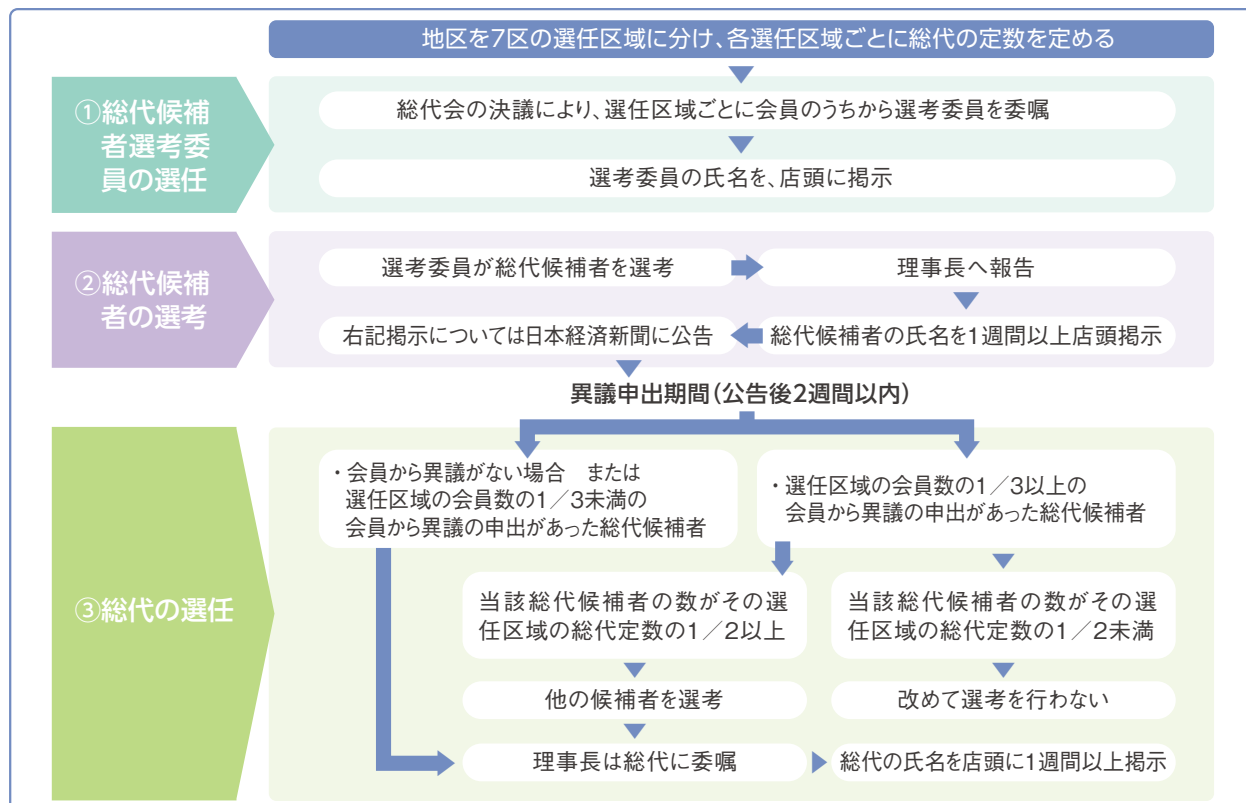 地区を7区の選任区域に分け、各選任区域ごとに総代の定数を定める
①総代候補
者選考委
員の選任
総代会の決議により、選任区域ごとに会員のうちから選考委員を委嘱
選考委員の氏名を、店頭に掲示
②総代候補
者の選考
選考委員が総代候補者を選考
理事長へ報告
右記掲示については日本経済新聞に公告
総代候補者の氏名を1週間以上店頭掲示
異議申出期間(公告後2週間以内)
③総代の選任
・会員から異議がない場合　または
選任区域の会員数の1／3未満の
会員から異議の申出があった総代候補者
・選任区域の会員数の1／3以上の
会員から異議の申出があった総代候補者
当該総代候補者の数がその選
任区域の総代定数の1／2以上
当該総代候補者の数がその選
任区域の総代定数の1／2未満
他の候補者を選考
改めて選考を行わない
理事長は総代に委嘱
総代の氏名を店頭に1週間以上掲示